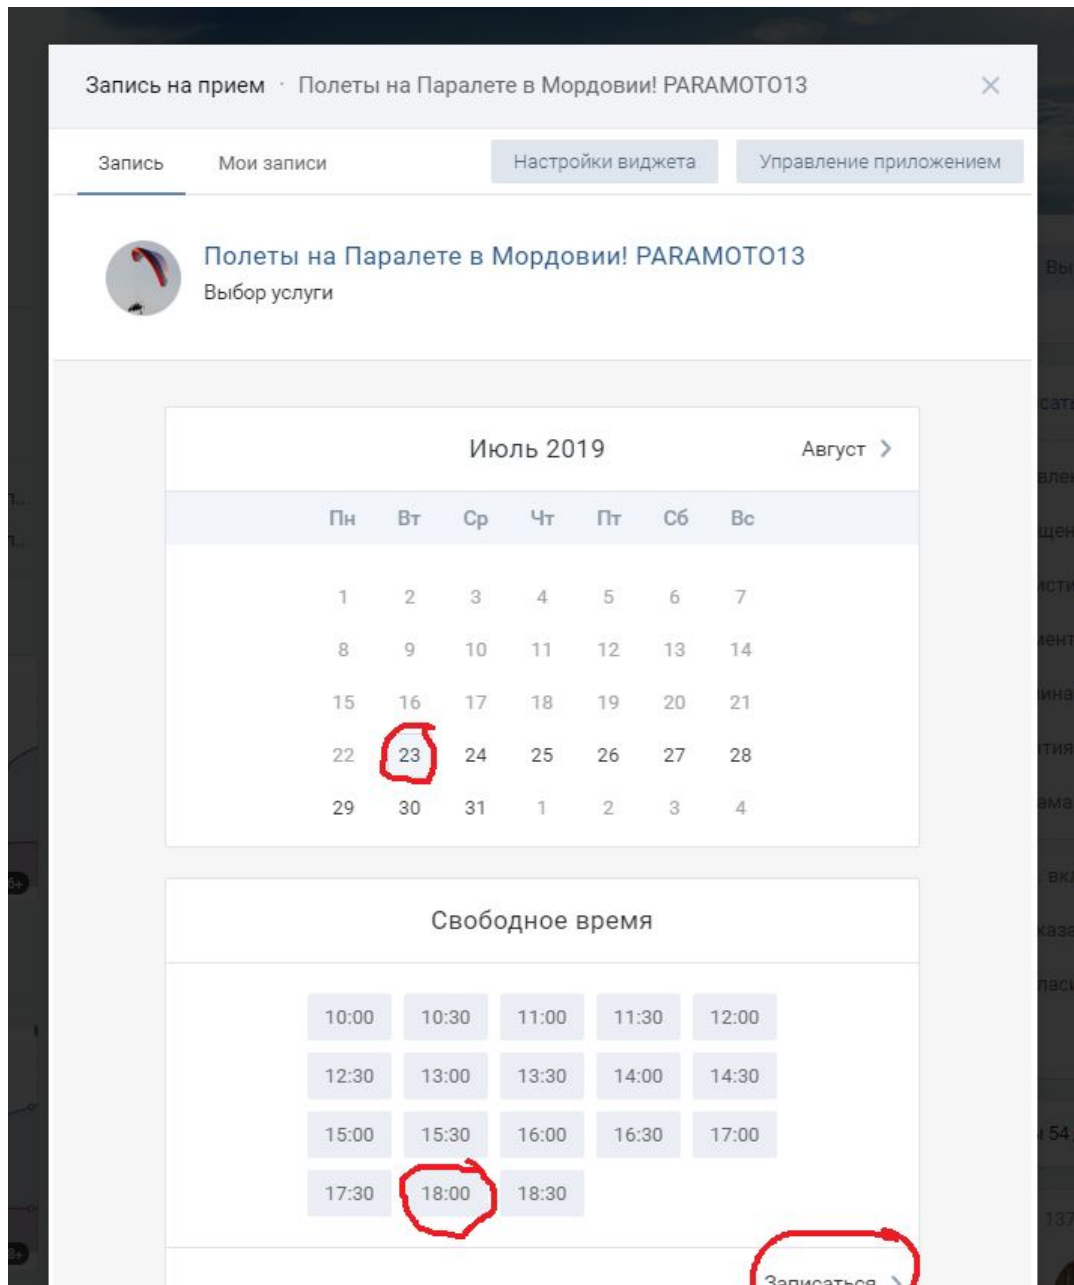 Запись на прием · Полеты на Паралете в Мордовии! PARAMOTO13
Запись Мои записи Настройки виджета Управление приложением
Полеты на Паралете в Мордовии! PARAMOTO13
Выбор услуги
Июль 2019 Август
Пн Вт Ср Чт Пт Сб Вс
1 2 3 4 5 6 7
8 9 10 11 12 13 14
15 16 17 18 19 20 21
22 23 24 25 26 27 28
29 30 31 1 2 3 4
Свободное время
10:00 10:30 11:00 11:30 12:00
12:30 13:00 13:30 14:00 14:30
15:00 15:30 16:00 16:30 17:00
17:30 18:00 18:30
Записаться